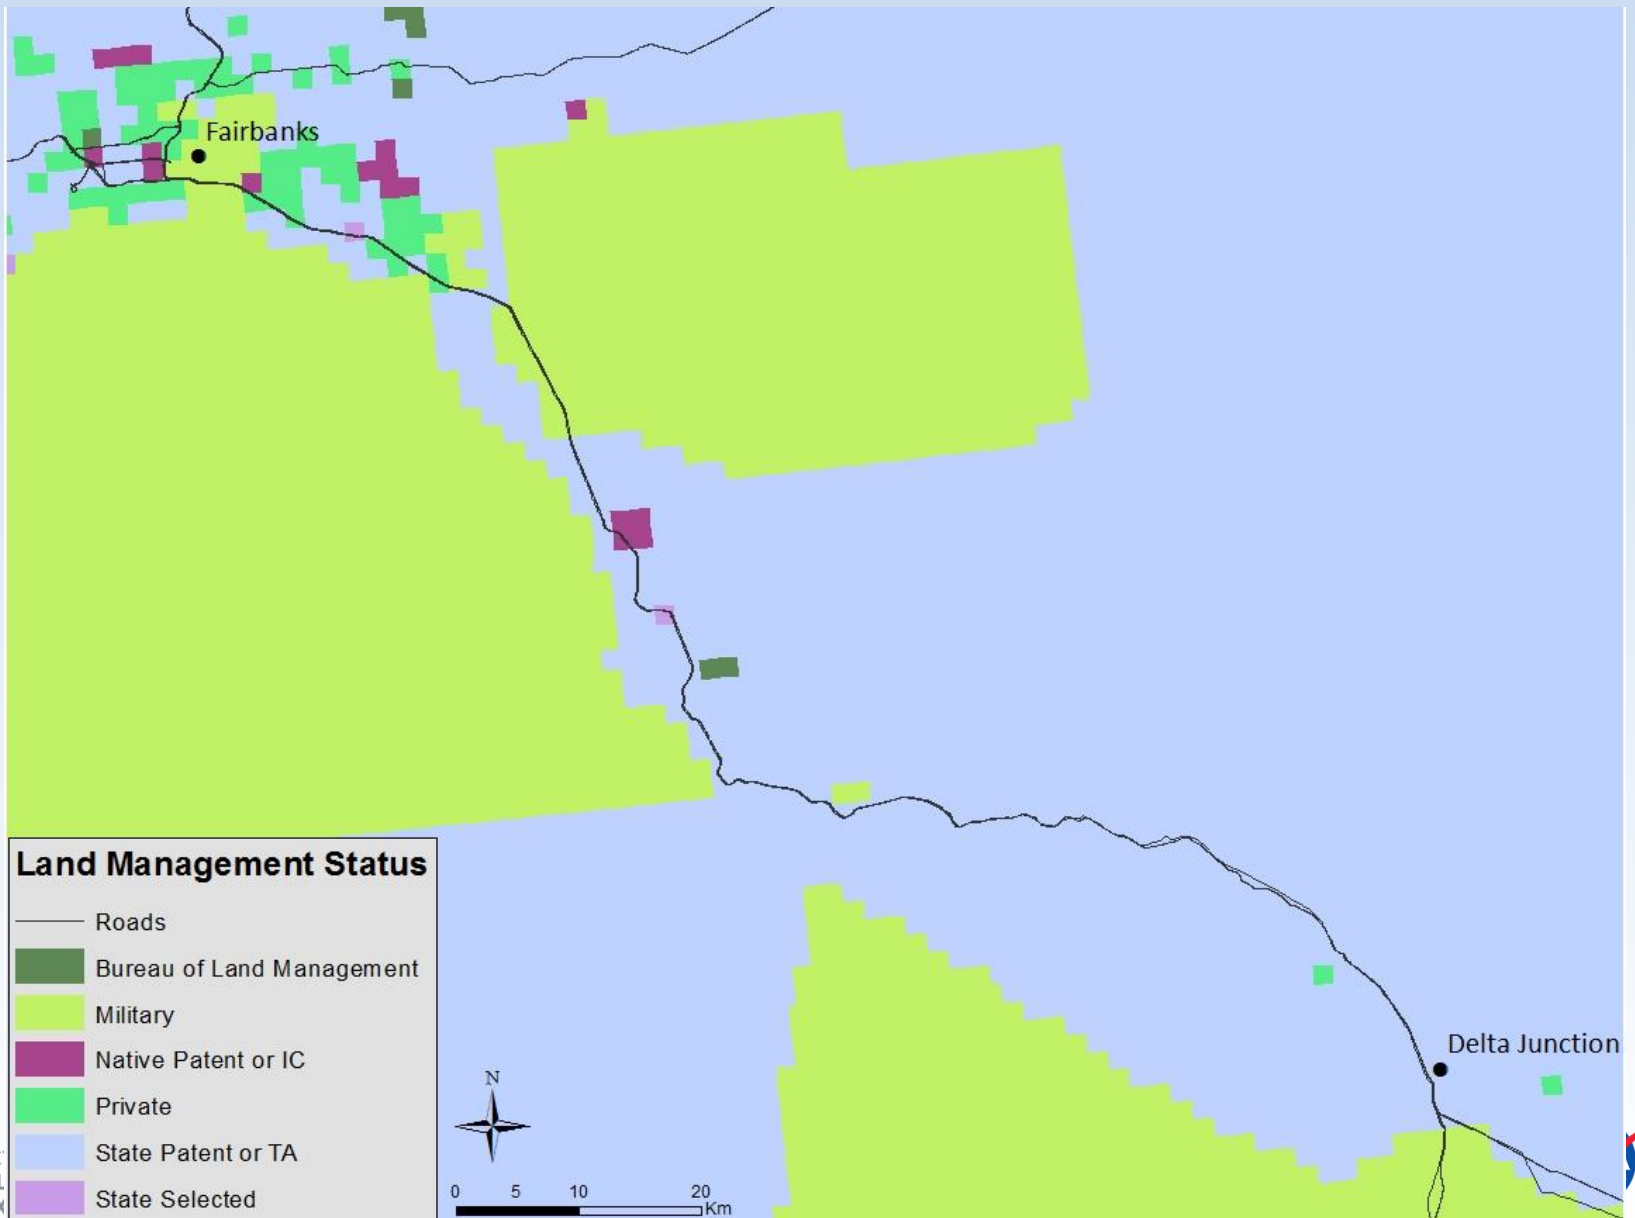 Fairbanks
Delta Junction
Land Management Status
Roads
Bureau of Land Management
Military
Native Patent or IC
Private
State Patent or TA
State Selected
N
0 5 10 20
Km